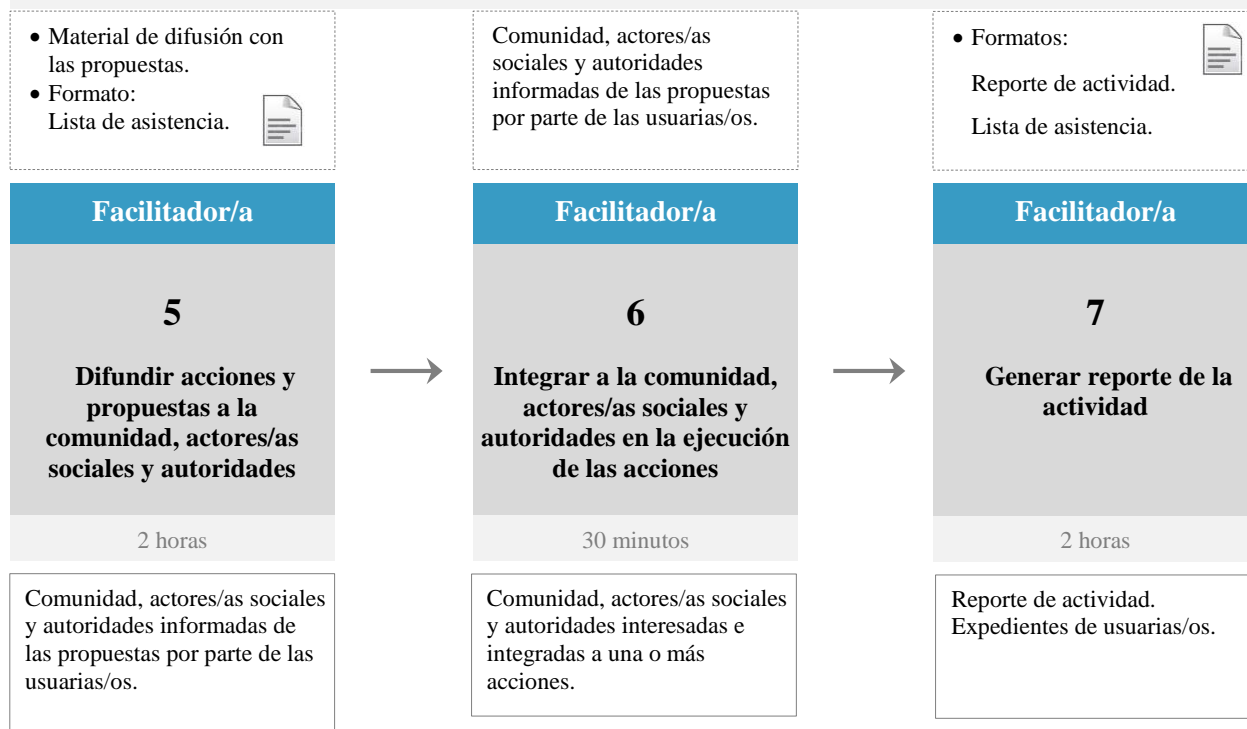 • Material de difusión con
las propuestas.
• Formato:
Lista de asistencia.
Comunidad, actores/as
sociales y autoridades
informadas de las propuestas
por parte de las usuarias/os.
• Formatos:
Reporte de actividad.
Lista de asistencia.
Facilitador/a
Facilitador/a
Facilitador/a
5
Difundir acciones y
propuestas a la
comunidad, actores/as
sociales y autoridades
6
Integrar a la comunidad,
actores/as sociales y
autoridades en la ejecución
de las acciones
7
Generar reporte de la
actividad
2 horas
30 minutos
2 horas
Comunidad, actores/as sociales
y autoridades informadas de
las propuestas por parte de las
usuarias/os.
Comunidad, actores/as sociales
y autoridades interesadas e
integradas a una o más
acciones.
Reporte de actividad.
Expedientes de usuarias/os.